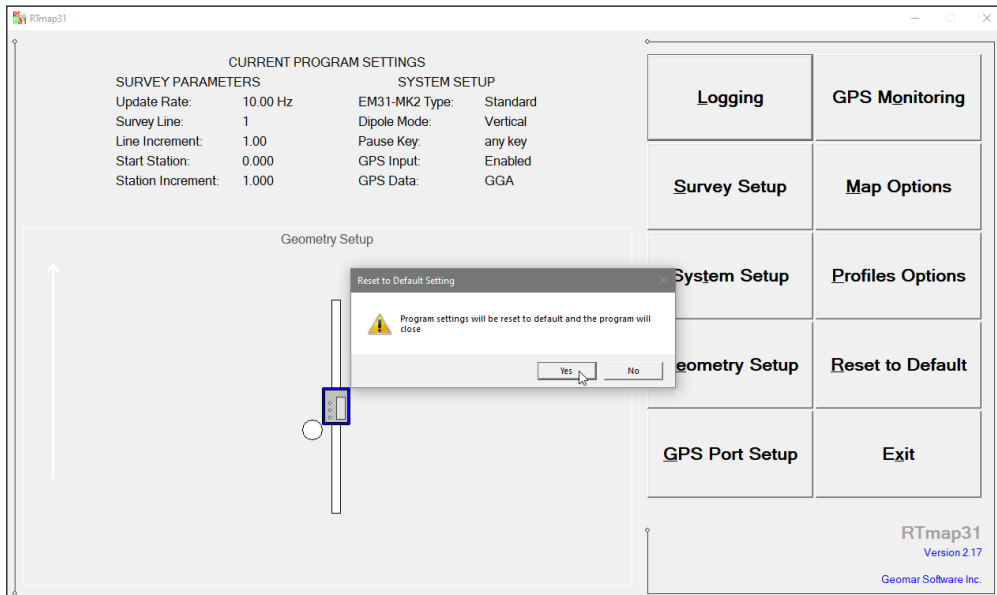 RTmap31
CURRENT PROGRAM SETTINGS
SURVEY PARAMETERS SYSTEM SETUP
Update Rate: 10.00 Hz EM31-MK2 Type: Standard
Survey Line: 1 Dipole Mode: Vertical
Line Increment: 1.00 Pause Key: any key
Start Station: 0.000 GPS Input: Enabled
Station Increment: 1.000 GPS Data: GGA
Geometry Setup
Reset to Default Setting
Program settings will be reset to default and the program will
close
Yes No
Logging GPS Monitoring
Survey Setup Map Options
System Setup Profiles Options
eometry Setup Reset to Default
GPS Port Setup Exit
RTmap31
Version 2.17
Geomar Software Inc.